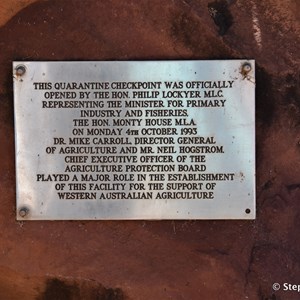 THIS QUARANTINE CHECKPOINT WAS OFFICIALLY
OPENED BY THE HON. PHILIP LOCKYER M.L.C.
REPRESENTING THE MINISTER FOR PRIMARY
INDUSTRY AND FISHERIES,
THE HON. MONTY HOUSE M.L.A.
ON MONDAY 4TH OCTOBER 1993
DR. MIKE CARROLL, DIRECTOR GENERAL
OF AGRICULTURE AND MR. NEIL HOGSTROM,
CHIEF EXECUTIVE OFFICER OF THE
AGRICULTURE PROTECTION BOARD
PLAYED A MAJOR ROLE IN THE ESTABLISHMENT
OF THIS FACILITY FOR THE SUPPORT OF
WESTERN AUSTRALIAN AGRICULTURE
© Step